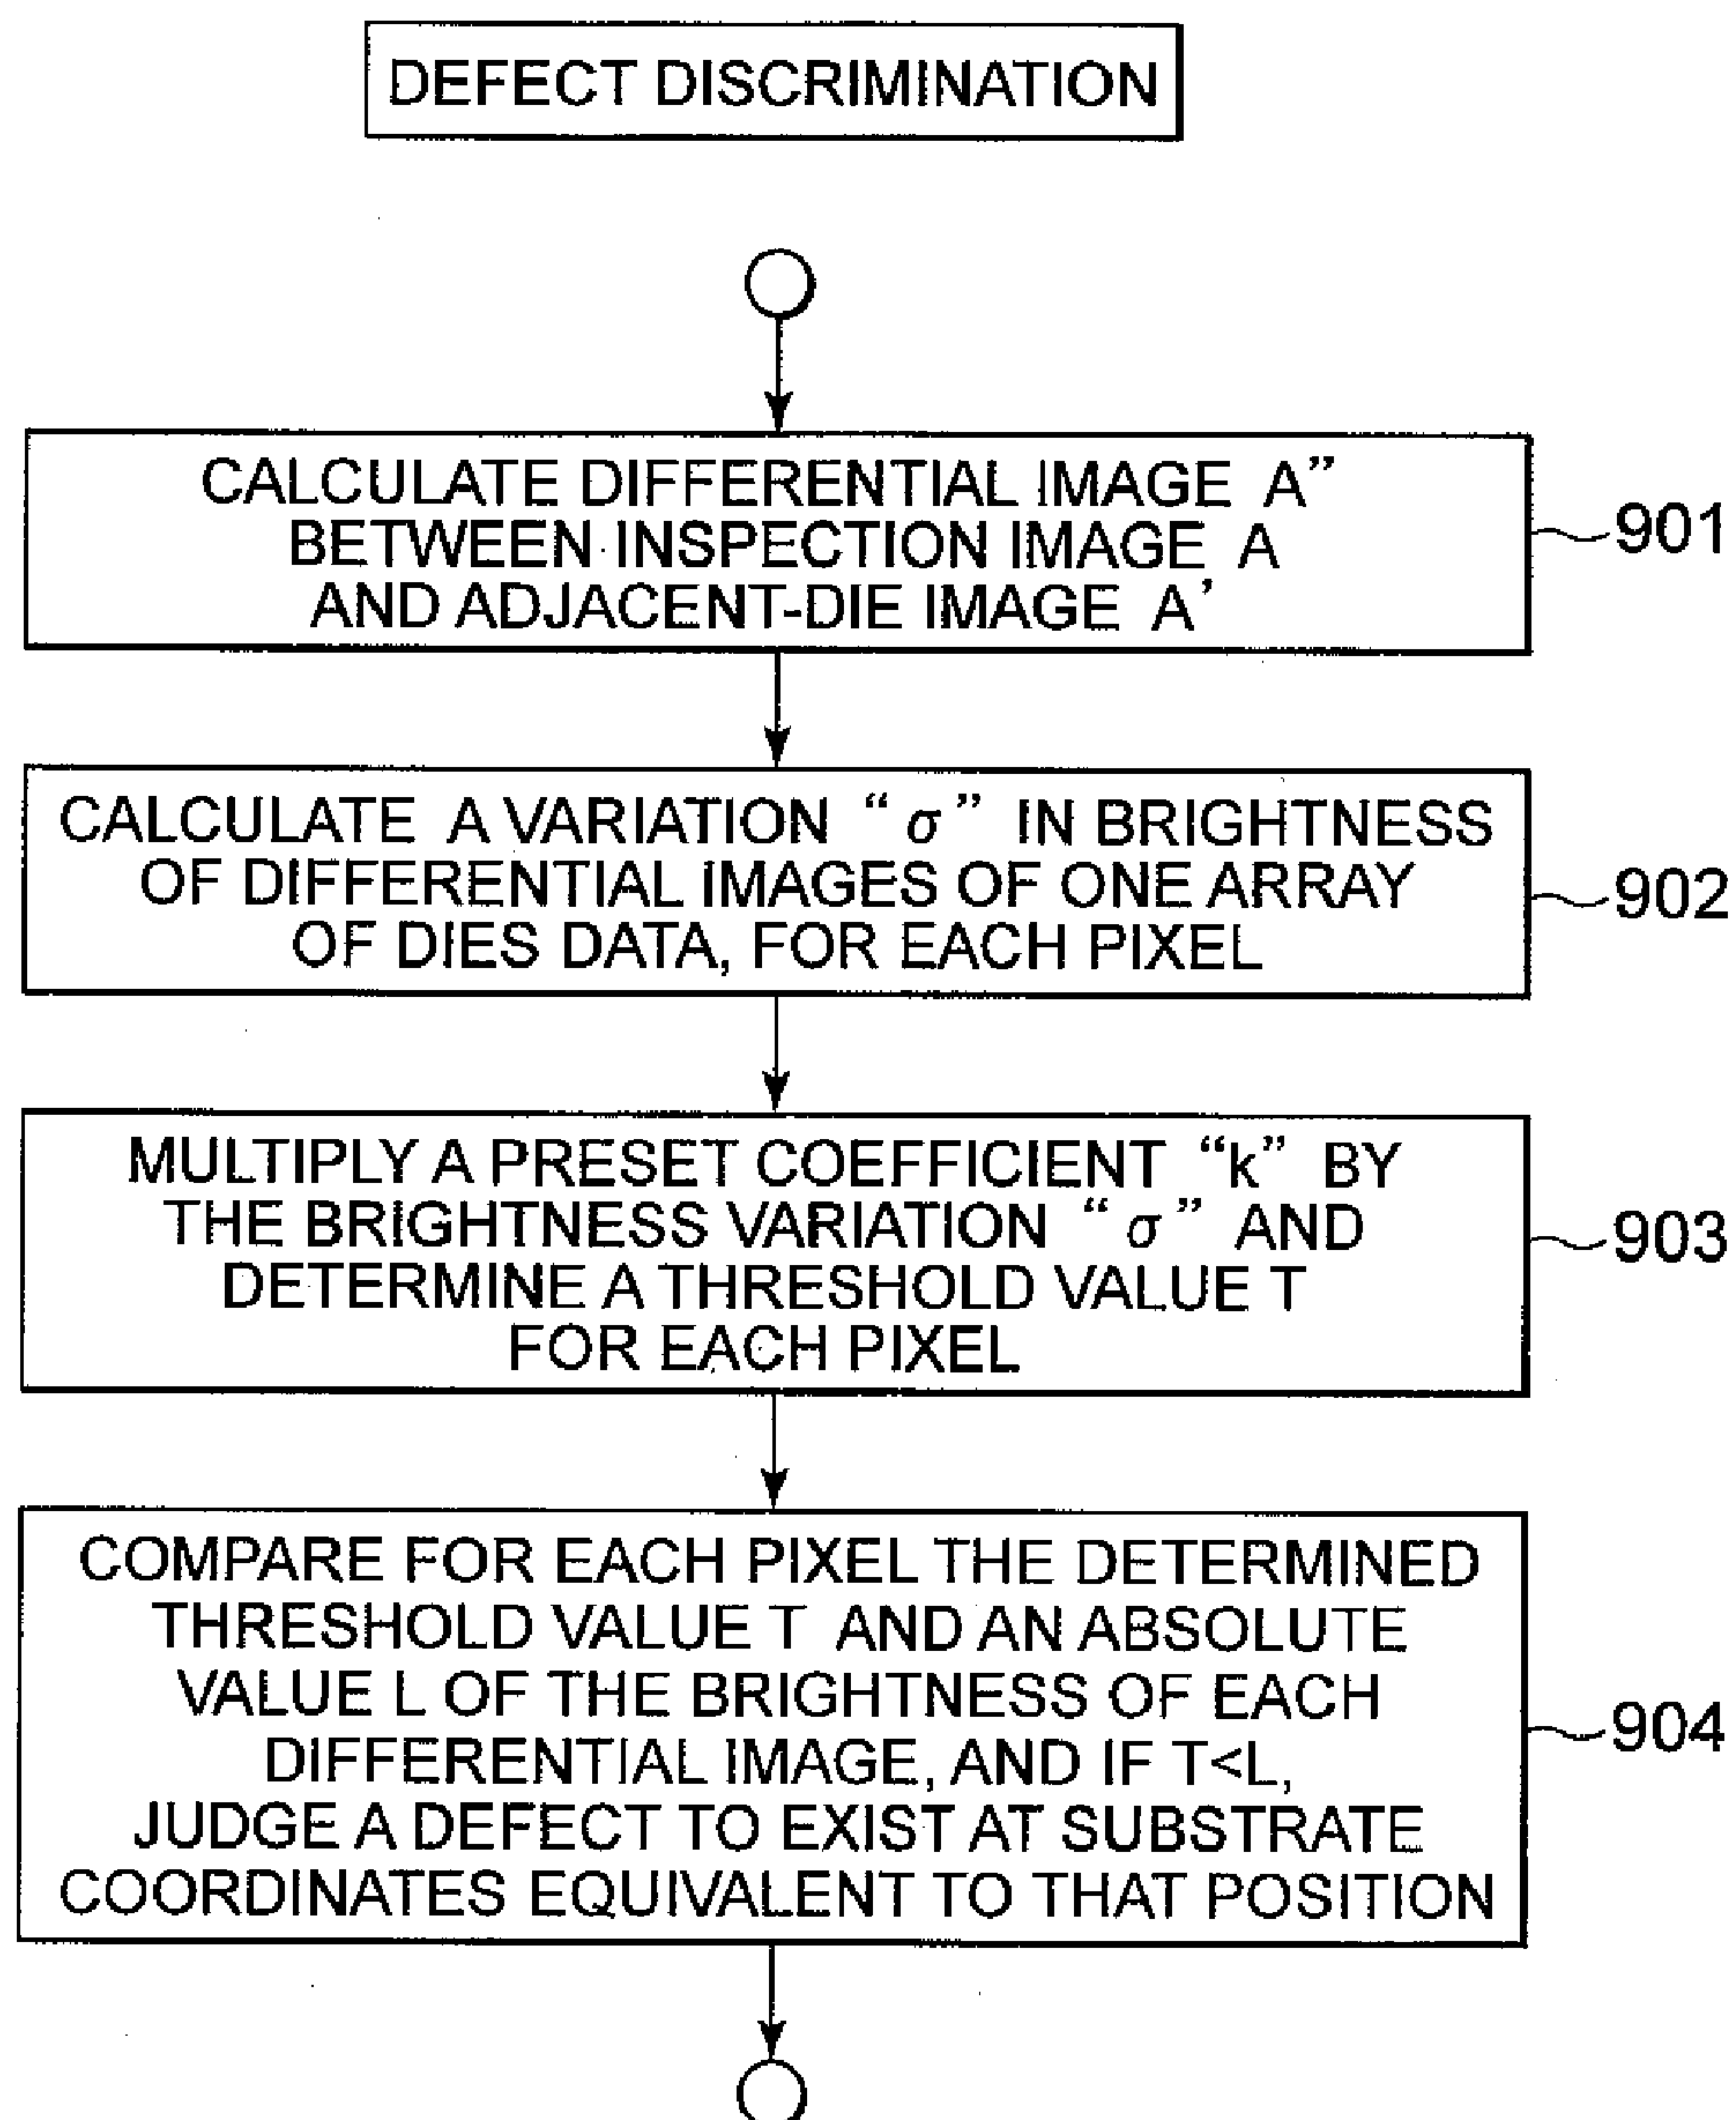 DEFECT DISCRIMINATION
CALCULATE DIFFERENTIAL IMAGE A”
BETWEEN INSPECTION IMAGE A
AND ADJACENT-DIE IMAGE A’
901
CALCULATE A VARIATION “σ” IN BRIGHTNESS
OF DIFFERENTIAL IMAGES OF ONE ARRAY
OF DIES DATA, FOR EACH PIXEL
902
MULTIPLY A PRESET COEFFICIENT “k” BY
THE BRIGHTNESS VARIATION “σ” AND
DETERMINE A THRESHOLD VALUE T
FOR EACH PIXEL
903
COMPARE FOR EACH PIXEL THE DETERMINED
THRESHOLD VALUE T AND AN ABSOLUTE
VALUE L OF THE BRIGHTNESS OF EACH
DIFFERENTIAL IMAGE, AND IF T<L,
JUDGE A DEFECT TO EXIST AT SUBSTRATE
COORDINATES EQUIVALENT TO THAT POSITION
904